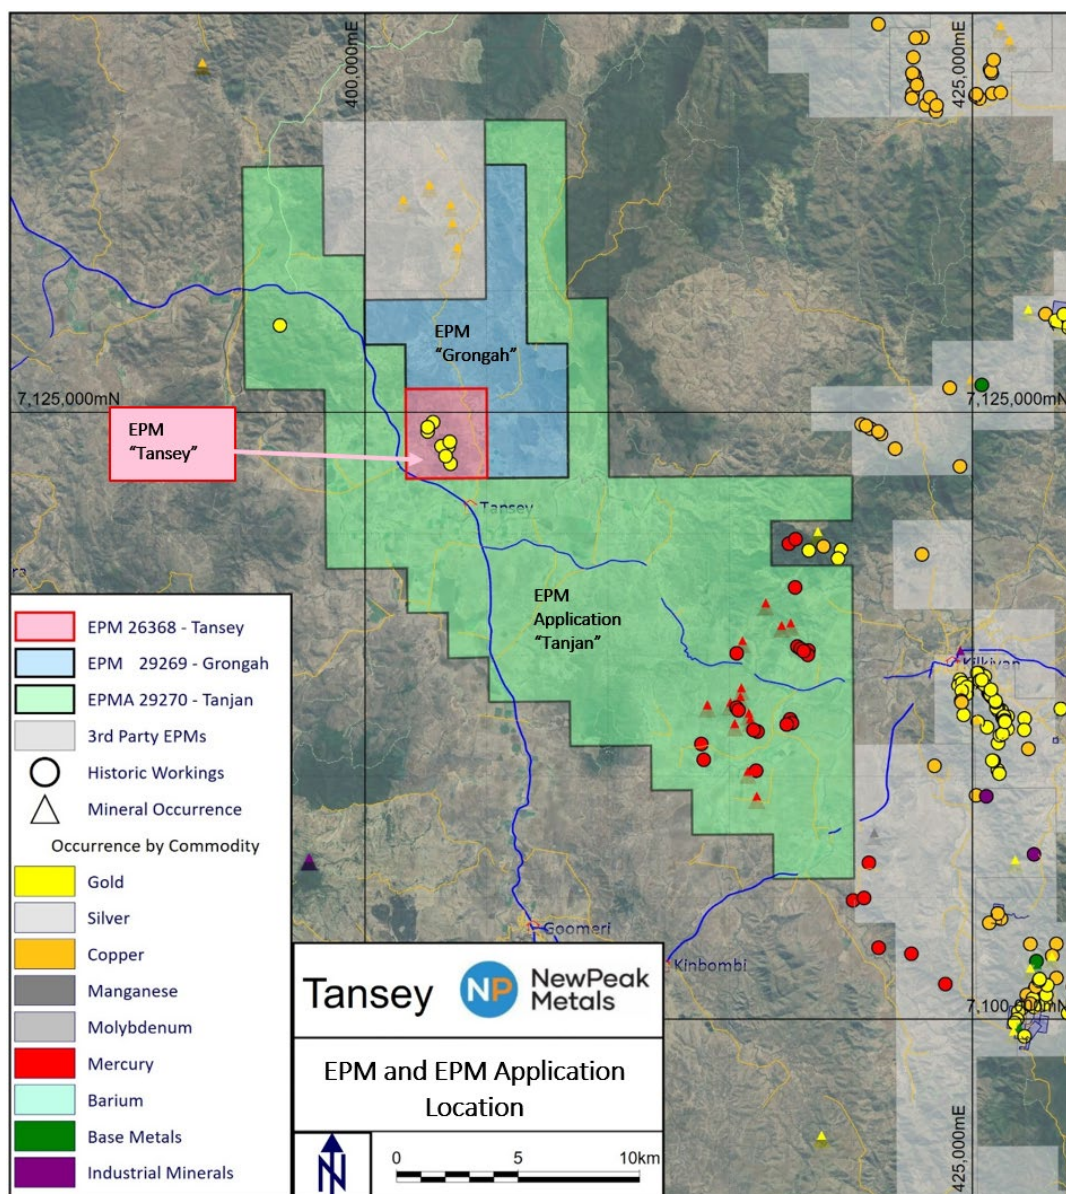 400,000mE
425,000mE
EPM
“Grongah”
7,125,000mN
7,125,000mN
EPM
“Tansey”
Tansey
EPM
Application
“Tanjan”
ra
Kilkivan
EPM 26368 - Tansey
EPM 29269 - Grongah
EPMA 29270 - Tanjan
3rd Party EPMs
Historic Workings
Mineral Occurrence
Occurrence by Commodity
Gold
Silver
Copper
Manganese
Molybdenum
Mercury
Barium
Base Metals
Industrial Minerals
Goomeri
Kinbombi
7,100,000mN
Tansey
NP
NewPeak
Metals
EPM and EPM Application
Location
N
0 5 10km
425,000mE